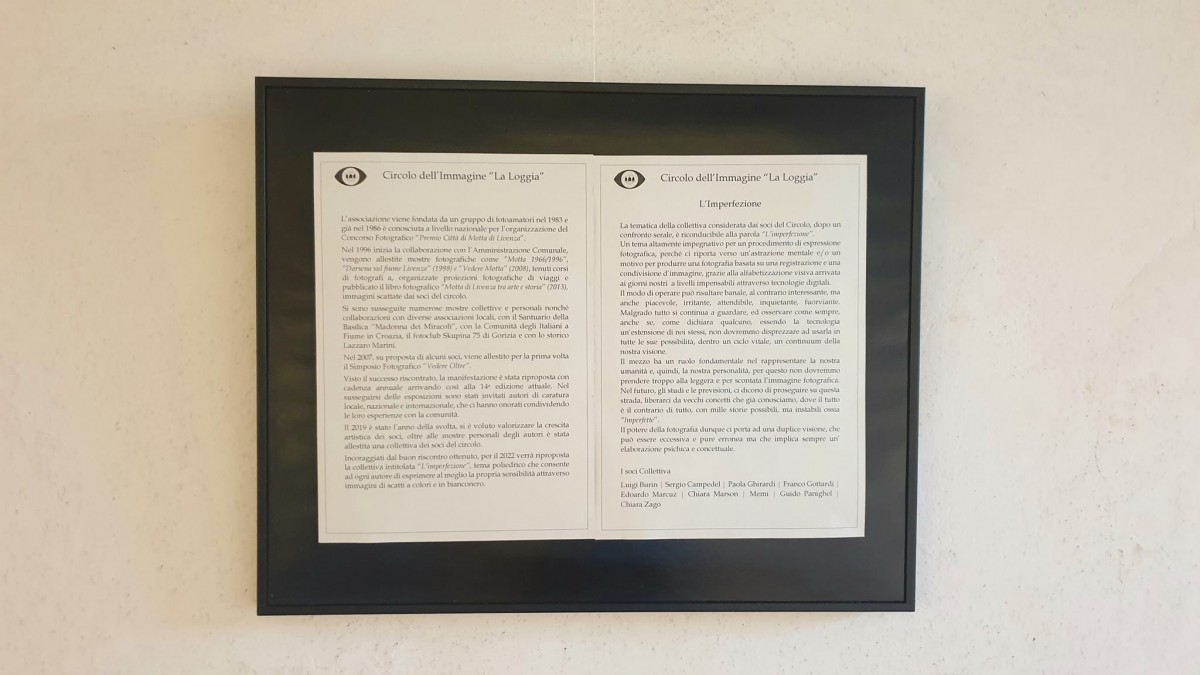 Circolo dell'Immagine "La Loggia"
L'associazione viene fondata da un gruppo di fotoamatori nel 1983 e
già nel 1986 è conosciuta a livello nazionale per l'organizzazione del
Concorso Fotografico "Premio Città di Motta di Livenza".
Nel 1996 inizia la collaborazione con l'Amministrazione Comunale,
vengono allestite mostre fotografiche come "Motta 1966/1996",
"Darsena sul fiume Livenza" (1998) e "Vedere Motta" (2008), tenuti corsi
di fotografi a, organizzate proiezioni fotografiche di viaggi e
pubblicato il libro fotografico "Motta di Livenza tra arte e storia" (2013),
immagini scattate dai soci del circolo.
Si sono susseguite numerose mostre collettive e personali nonché
collaborazioni con diverse associazioni locali, con il Santuario della
Basilica "Madonna dei Miracoli", con la Comunità degli Italiani a
Fiume in Croazia, il fotoclub Skupina 75 di Gorizia e con lo storico
Lazzaro Marini.
Nel 2007, su proposta di alcuni soci, viene allestito per la prima volta
il Simposio Fotografico "Vedere Oltre".
Visto il successo riscontrato, la manifestazione è stata riproposta con
cadenza annuale arrivando così alla 14ª edizione attuale. Nel
susseguirsi delle esposizioni sono stati invitati autori di caratura
locale, nazionale e internazionale, che ci hanno onorati condividendo
le loro esperienze con la comunità.
Il 2019 è stato l'anno della svolta, si è voluto valorizzare la crescita
artistica dei soci, oltre alle mostre personali degli autori è stata
allestita una collettiva dei soci del circolo.
Incoraggiati dal buon riscontro ottenuto, per il 2022 verrà riproposta
la collettiva intitolata "L'imperfezione", tema poliedrico che consente
ad ogni autore di esprimere al meglio la propria sensibilità attraverso
immagini di scatti a colori e in bianconero.
Circolo dell'Immagine "La Loggia"
L'Imperfezione
La tematica della collettiva considerata dai soci del Circolo, dopo un
confronto serale, è riconducibile alla parola "L'imperfezione".
Un tema altamente impegnativo per un procedimento di espressione
fotografica, perché ci riporta verso un'astrazione mentale e/o un
motivo per produrre una fotografia basata su una registrazione e una
condivisione d'immagine, grazie alla alfabetizzazione visiva arrivata
ai giorni nostri a livelli impensabili attraverso tecnologie digitali.
Il modo di operare può risultare banale, al contrario interessante, ma
anche piacevole, irritante, attendibile, inquietante, fuorviante.
Malgrado tutto si continua a guardare, ed osservare come sempre,
anche se, come dichiara qualcuno, essendo la tecnologia
un'estensione di noi stessi, non dovremmo disprezzare ad usarla in
tutte le sue possibilità, dentro un ciclo vitale, un continuum della
nostra visione.
Il mezzo ha un ruolo fondamentale nel rappresentare la nostra
umanità e, quindi, la nostra personalità, per questo non dovremmo
prendere troppo alla leggera e per scontata l'immagine fotografica.
Nel futuro, gli studi e le previsioni, ci dicono di proseguire su questa
strada, liberarci da vecchi concetti che già conosciamo, dove il tutto
è il contrario di tutto, con mille storie possibili, ma instabili ossia
"Imperfette".
Il potere della fotografia dunque ci porta ad una duplice visione, che
può essere eccessiva e pure erronea ma che implica sempre un'
elaborazione psichica e concettuale.
I soci Collettiva
Luigi Burin | Sergio Campedel | Paola Ghirardi | Franco Gottardi |
Edoardo Marcuz | Chiara Marson | Memi | Guido Panighel |
Chiara Zago